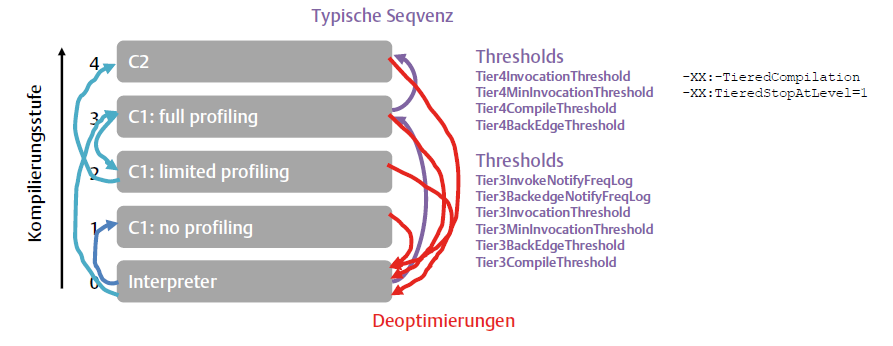 Typische Seqvenz
Kompilierungsstufe
4
C2
3
C1: full profiling
2
C1: limited profiling
1
C1: no profiling
0
Interpreter
Thresholds
Tier4InvocationThreshold
Tier4MinInvocationThreshold
Tier4CompileThreshold
Tier4BackEdgeThreshold
-XX:-TieredCompilation
-XX:TieredStopAtLevel=1
Thresholds
Tier3InvokeNotifyFreqLog
Tier3BackedgeNotifyFreqLog
Tier3InvocationThreshold
Tier3MinInvocationThreshold
Tier3BackEdgeThreshold
Tier3CompileThreshold
Deoptimierungen